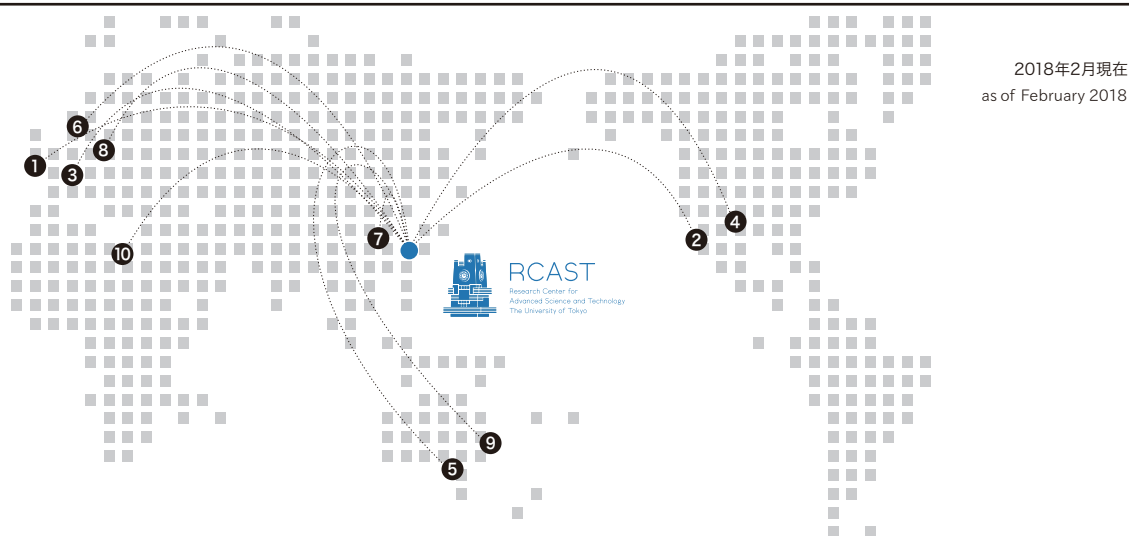 2018年2月現在
as of February 2018
6
8
1
3
4
7
2
10
RCAST
Research Center for
Advanced Science and Technology
The University of Tokyo
9
5